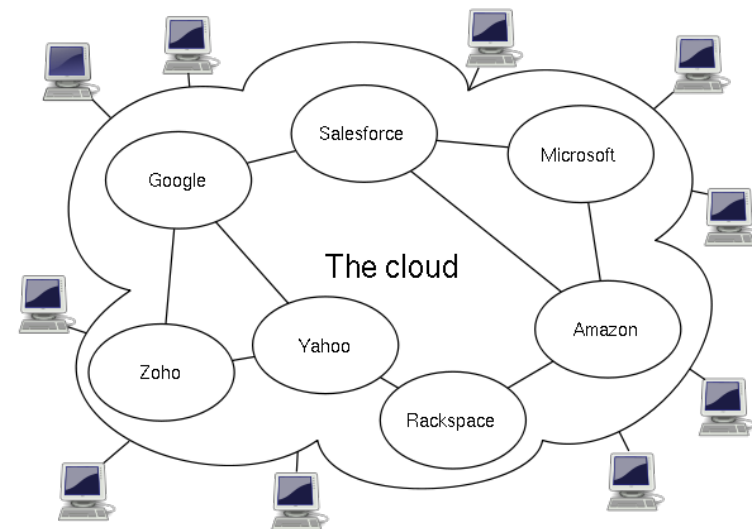 Salesforce
Microsoft
Google
The cloud
Amazon
Yahoo
Zoho
Rackspace